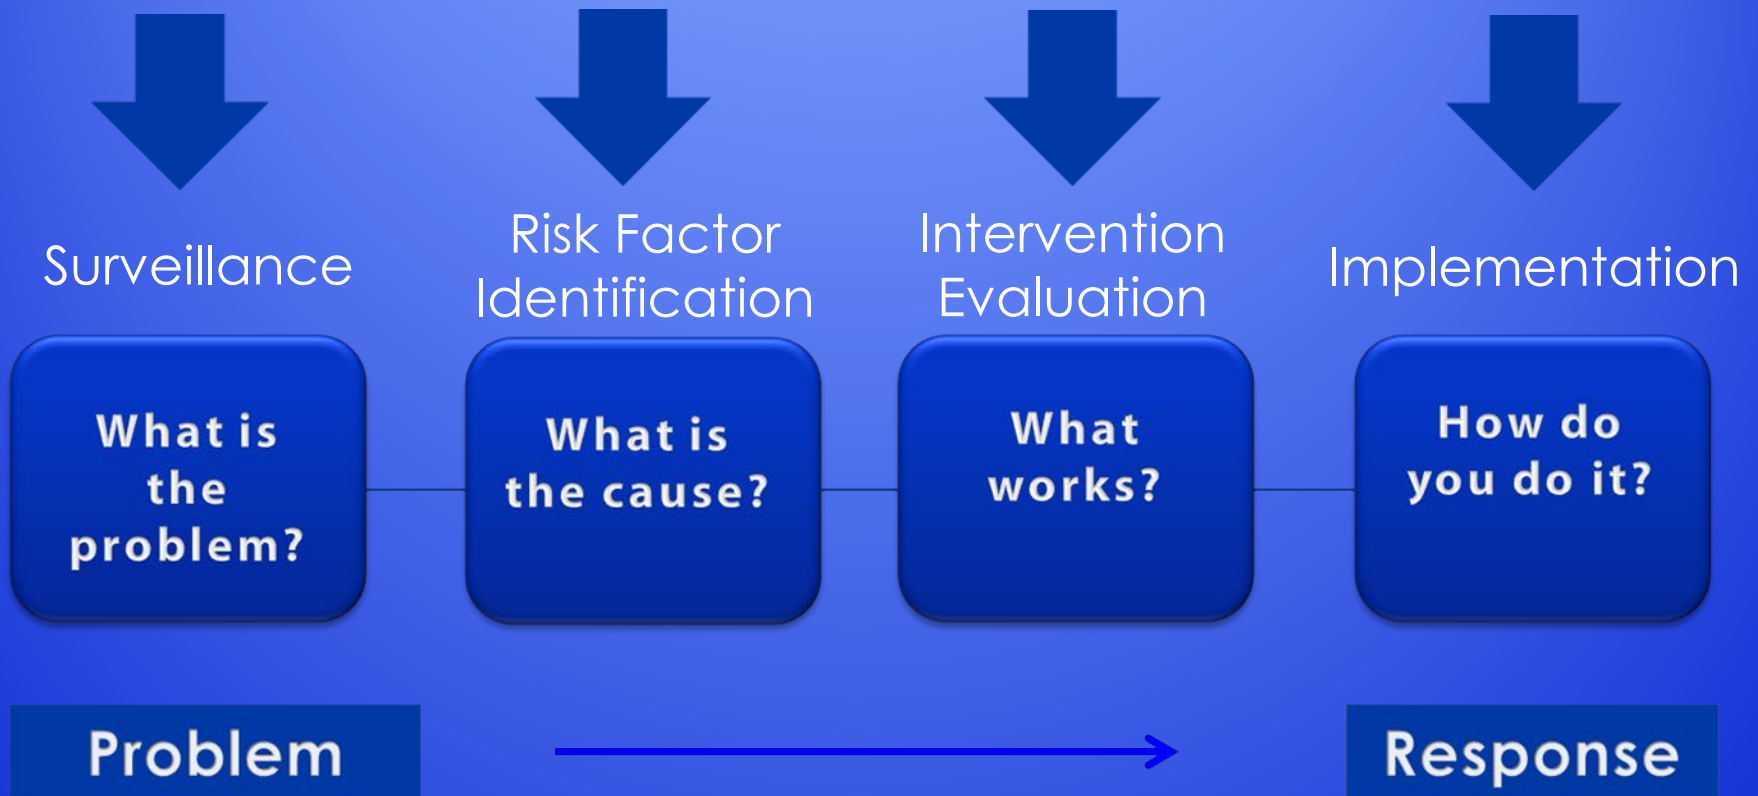 Surveillance
Risk Factor
Identification
Intervention
Evaluation
Implementation
What is
the
problem?
What is
the cause?
What
works?
How do
you do it?
Problem
Response